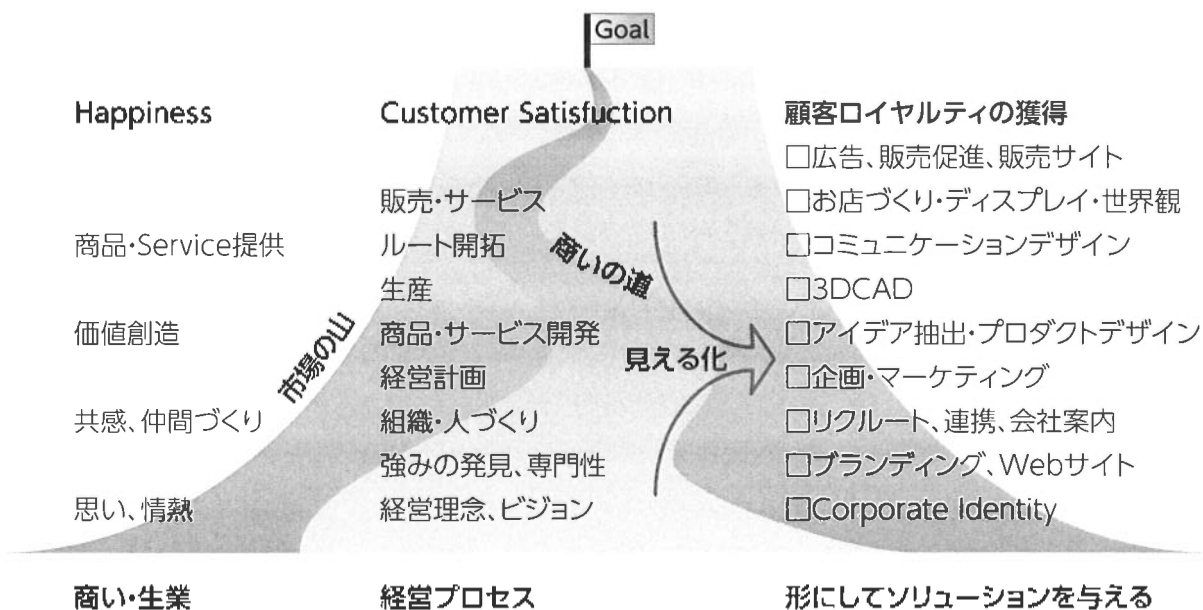 Goal
Happiness
商品・Service提供
価値創造
共感、仲間づくり
思い、情熱
商い・生業
市場の山
Customer Satisfuction
販売・サービス
ルート開拓
生産
商品・サービス開発
経営計画
組織・人づくり
強みの発見、専門性
経営理念、ビジョン
経営プロセス
商いの道
見える化
顧客ロイヤルティの獲得
□広告、販売促進、販売サイト
□お店づくり・ディスプレイ・世界観
□コミュニケーションデザイン
□3DCAD
□アイデア抽出・プロダクトデザイン
□企画・マーケティング
□リクルート、連携、会社案内
□ブランディング、Webサイト
□Corporate Identity
形にしてソリューションを与える